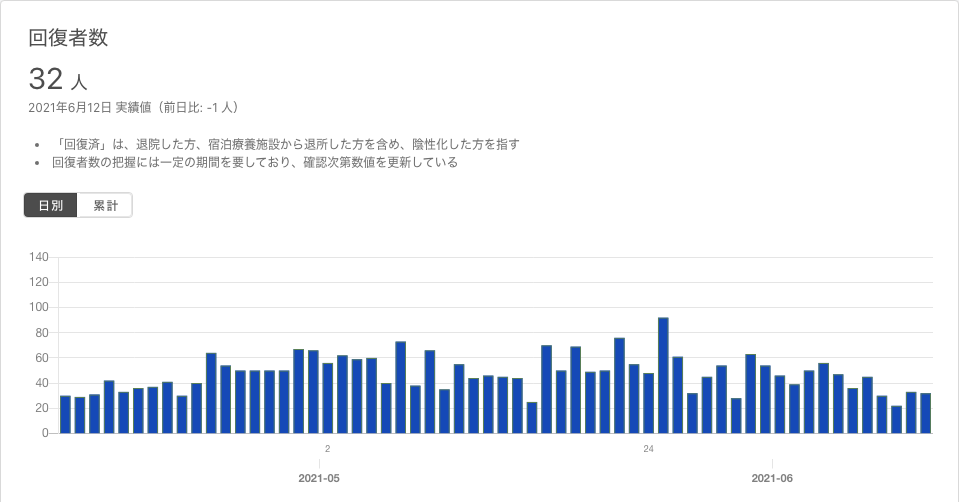 回復者数
32 人
2021年6月12日 実績値（前日比: -1 人）
「回復済」は、退院した方、宿泊療養施設から退所した方を含め、陰性化した方を指す
回復者数の把握には一定の期間を要しており、確認次第数値を更新している
日別 累計
140
120
100
80
60
40
20
0
2 24
2021-05 2021-06